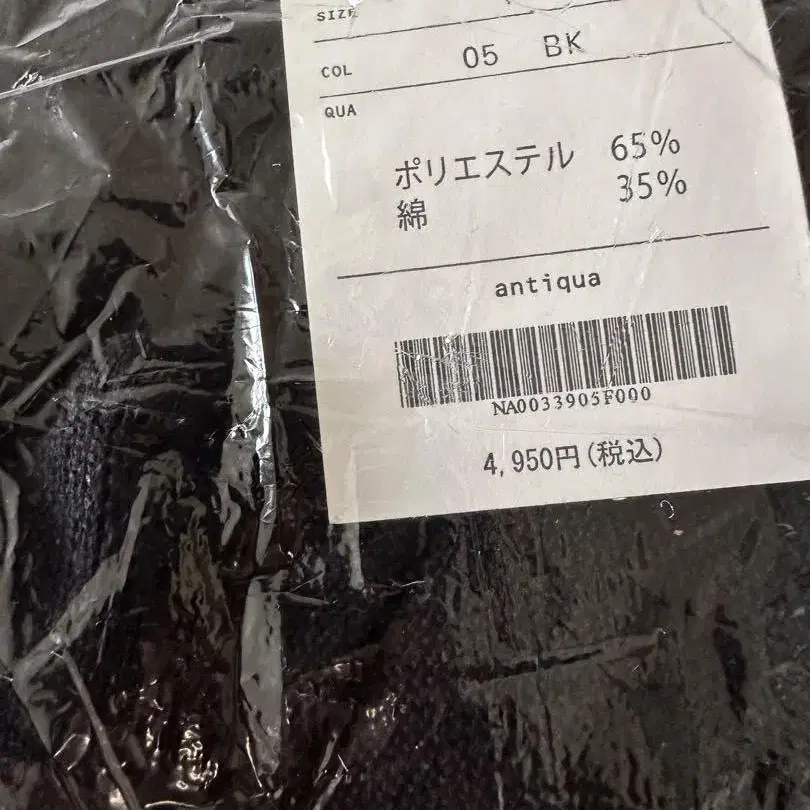 SIZE
COL 05 BK
QUA
ポリエステル 65%
綿 35%
antiqua
NA0033905F000
4,950円(税込)